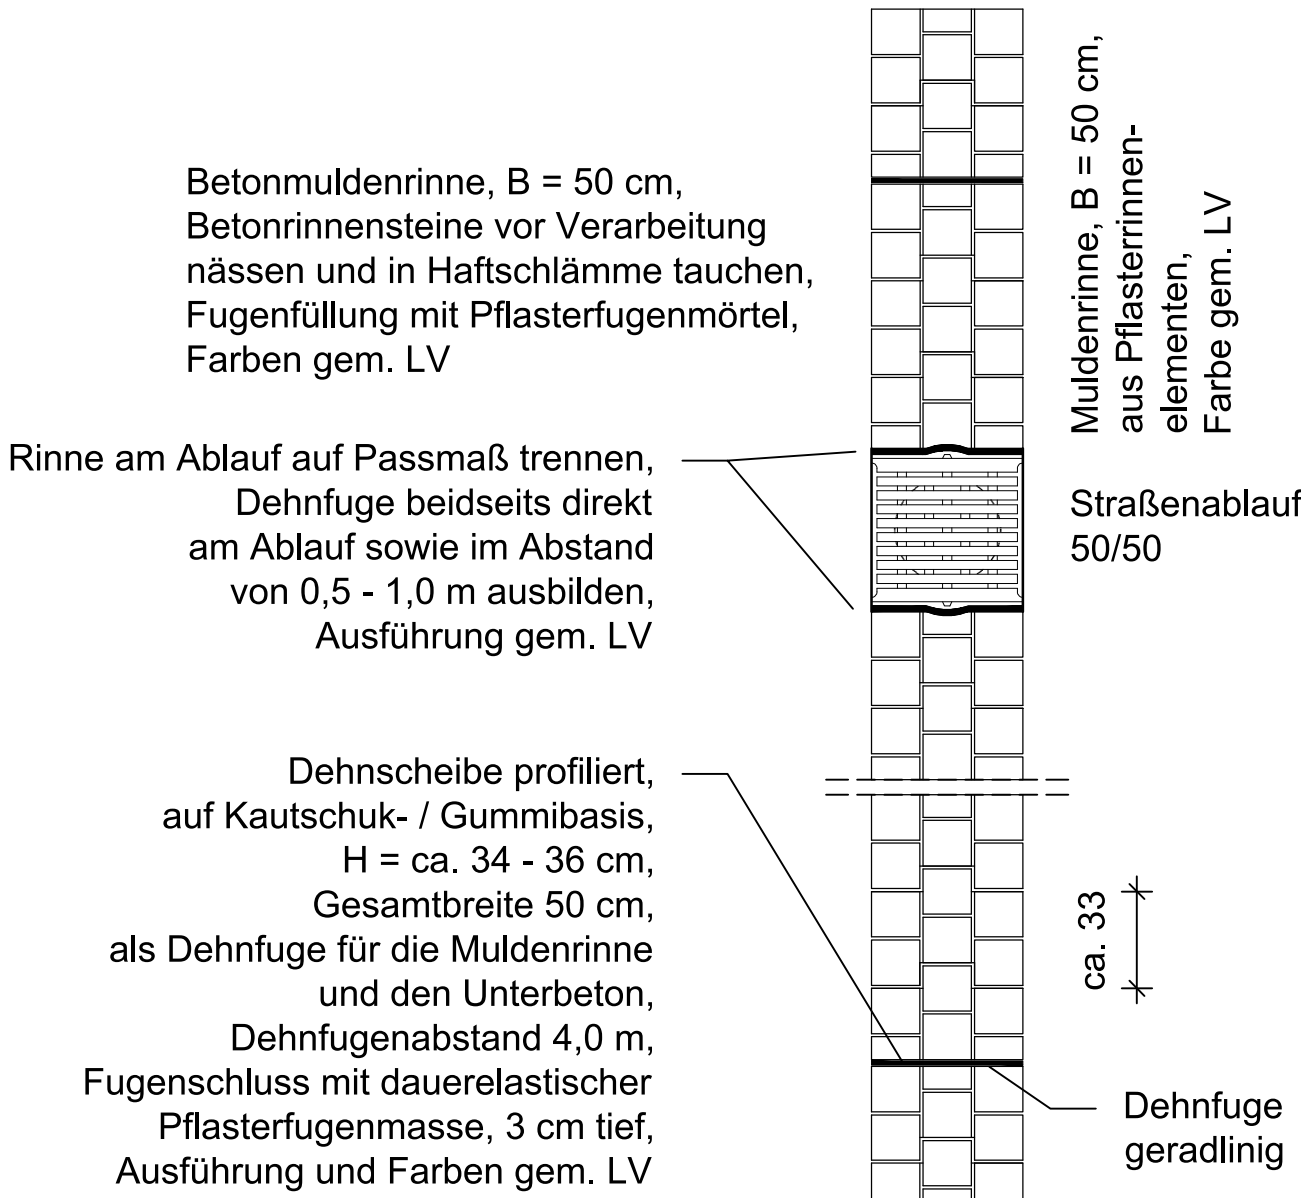 Betonmuldenrinne, B = 50 cm,
Betonrinnensteine vor Verarbeitung
nässen und in Haftschlämme tauchen,
Fugenfüllung mit Pflasterfugenmörtel,
Farben gem. LV
Muldenrinne, B = 50 cm,
aus Pflasterrinnen-
elementen,
Farbe gem. LV
Rinne am Ablauf auf Passmaß trennen,
Dehnfuge beidseits direkt
am Ablauf sowie im Abstand
von 0,5 - 1,0 m ausbilden,
Ausführung gem. LV
Straßenablauf
50/50
Dehnscheibe profiliert,
auf Kautschuk- / Gummibasis,
H = ca. 34 - 36 cm,
Gesamtbreite 50 cm,
als Dehnfuge für die Muldenrinne
und den Unterbeton,
Dehnfugenabstand 4,0 m,
Fugenschluss mit dauerelastischer
Pflasterfugenmasse, 3 cm tief,
Ausführung und Farben gem. LV
ca. 33
Dehnfuge
geradlinig